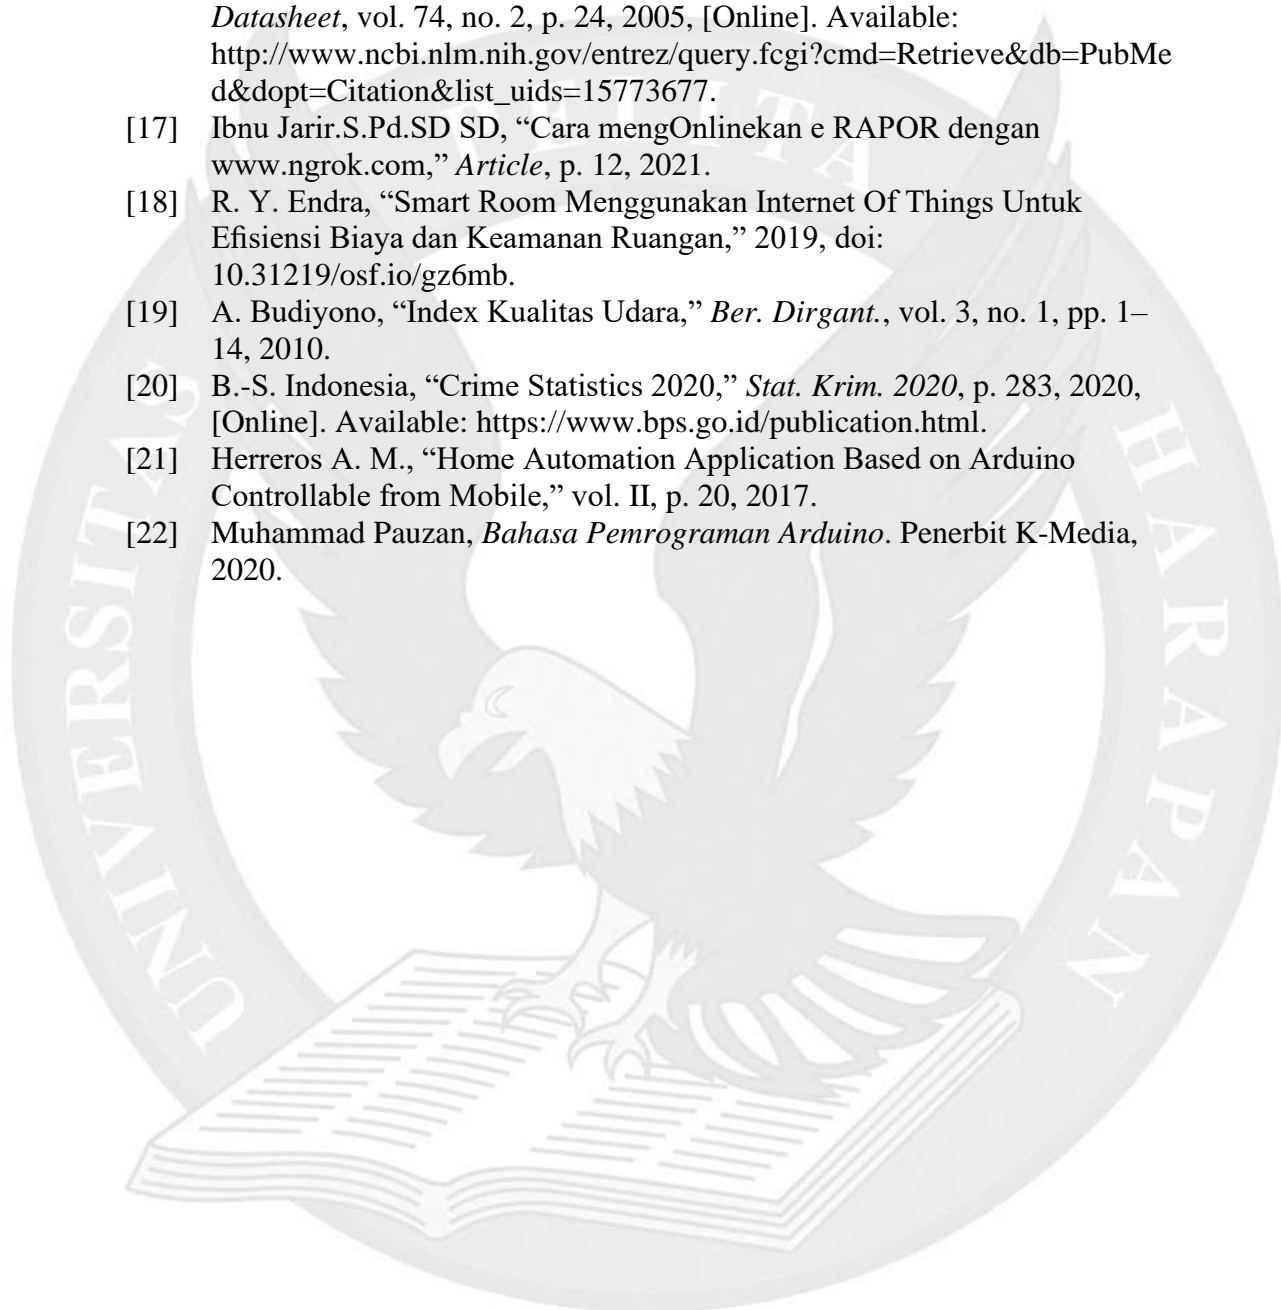 Datasheet, vol. 74, no. 2, p. 24, 2005, [Online]. Available:
http://www.ncbi.nlm.nih.gov/entrez/query.fcgi?cmd=Retrieve&db=PubMe
d&dopt=Citation&list_uids=15773677.
[17] Ibnu Jarir.S.Pd.SD SD, “Cara mengOnlinekan e RAPOR dengan
www.ngrok.com,” Article, p. 12, 2021.
[18] R. Y. Endra, “Smart Room Menggunakan Internet Of Things Untuk
Efisiensi Biaya dan Keamanan Ruangan,” 2019, doi:
10.31219/osf.io/gz6mb.
[19] A. Budiyono, “Index Kualitas Udara,” Ber. Dirgant., vol. 3, no. 1, pp. 1–
14, 2010.
[20] B.-S. Indonesia, “Crime Statistics 2020,” Stat. Krim. 2020, p. 283, 2020,
[Online]. Available: https://www.bps.go.id/publication.html.
[21] Herreros A. M., “Home Automation Application Based on Arduino
Controllable from Mobile,” vol. II, p. 20, 2017.
[22] Muhammad Pauzan, Bahasa Pemrograman Arduino. Penerbit K-Media,
2020.
UNIVERSITAS PELITA HARAPAN